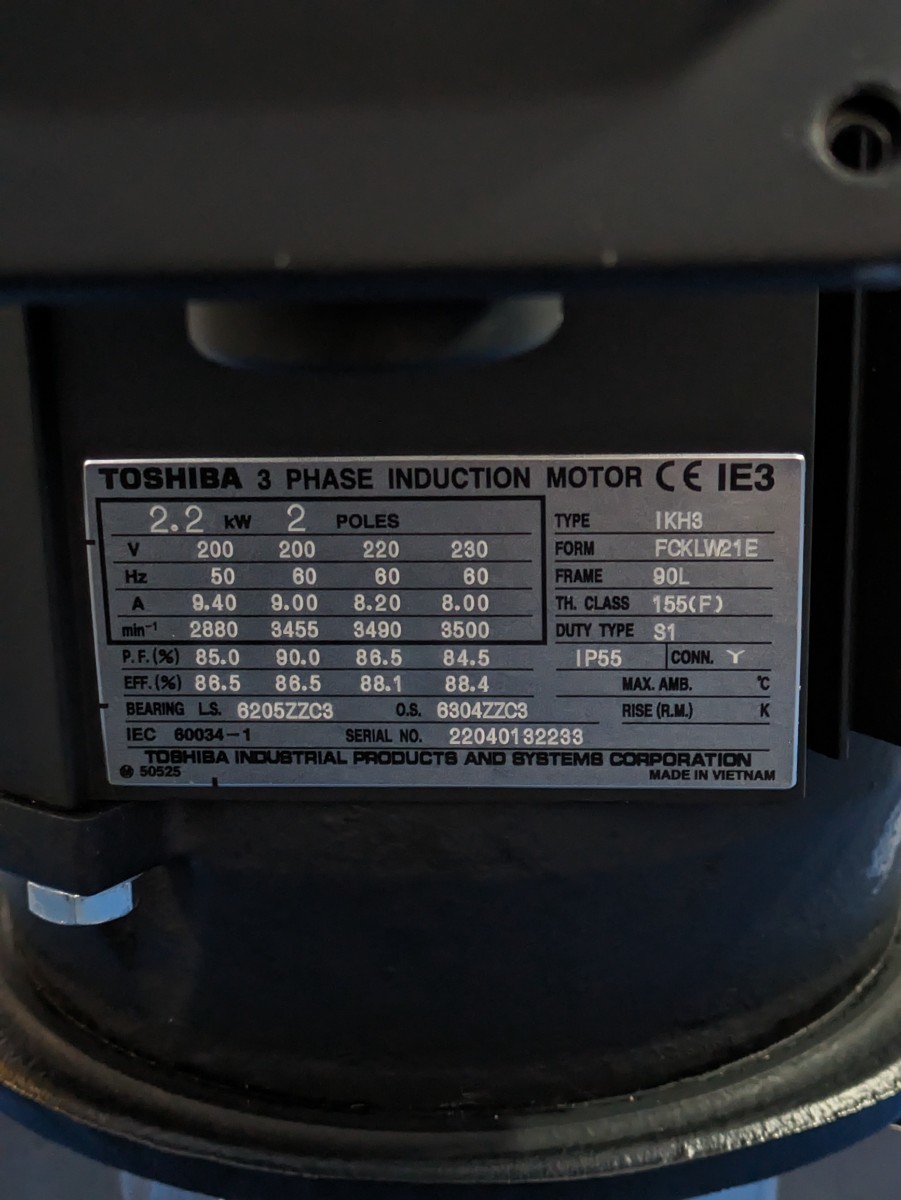 TOSHIBA 3 PHASE INDUCTION MOTOR CE IE3
2.2 kW 2 POLES
V 200 200 220 230
Hz 50 60 60 60
A 9.40 9.00 8.20 8.00
min-1 2880 3455 3490 3500
P.F.(%) 85.0 90.0 86.5 84.5
EFF.(%) 86.5 86.5 88.1 88.4
TYPE IKH3
FORM FCKLW21E
FRAME 90L
TH. CLASS 155(F)
DUTY TYPE S1
IP55 CONN. Y
MAX. AMB. °C
BEARING L.S. 6205ZZC3 O.S. 6304ZZC3
RISE (R.M.) K
IEC 60034-1 SERIAL NO. 22040132233
TOSHIBA INDUSTRIAL PRODUCTS AND SYSTEMS CORPORATION
M 50525 MADE IN VIETNAM